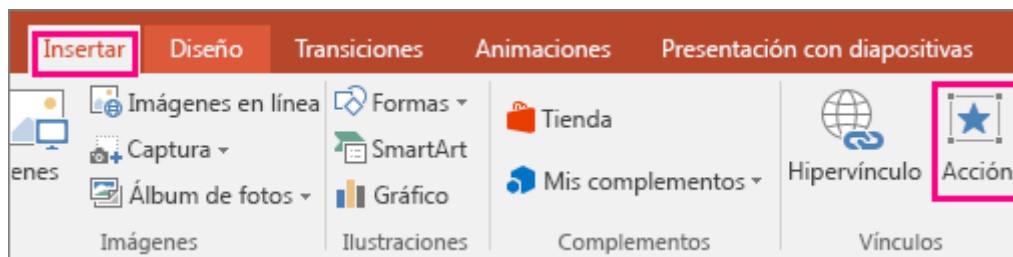 Insertar Diseño Transiciones Animaciones Presentación con diapositivas
Imágenes en línea
Captura
Álbum de fotos
enes
Imágenes
Formas
SmartArt
Gráfico
Ilustraciones
Tienda
Mis complementos
Complementos
Hipervínculo
Acción
Vínculos